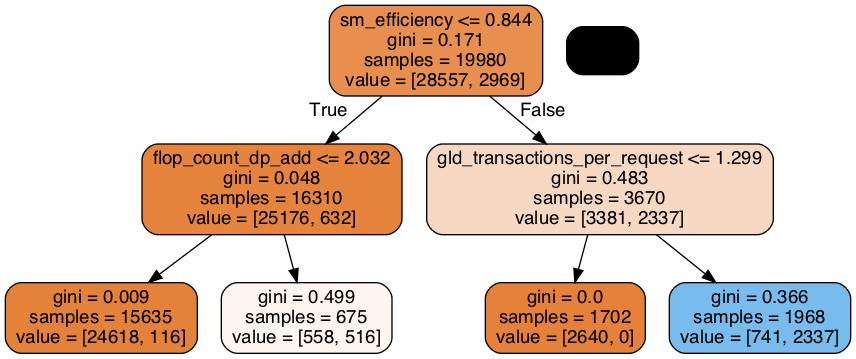 sm_efficiency <= 0.844
gini = 0.171
samples = 19980
value = [28557, 2969]
True
False
flop_count_dp_add <= 2.032
gini = 0.048
samples = 16310
value = [25176, 632]
gld_transactions_per_request <= 1.299
gini = 0.483
samples = 3670
value = [3381, 2337]
gini = 0.009
samples = 15635
value = [24618, 116]
gini = 0.499
samples = 675
value = [558, 516]
gini = 0.0
samples = 1702
value = [2640, 0]
gini = 0.366
samples = 1968
value = [741, 2337]